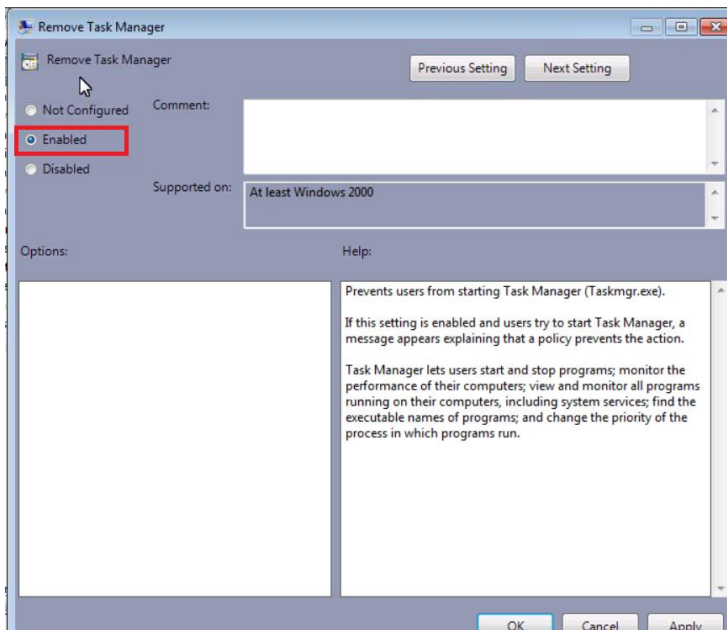 Remove Task Manager
Remove Task Manager
Previous Setting
Next Setting
Not Configured
Enabled
Disabled
Comment:
Supported on:
At least Windows 2000
Options:
Help:
Prevents users from starting Task Manager (Taskmgr.exe).
If this setting is enabled and users try to start Task Manager, a
message appears explaining that a policy prevents the action.
Task Manager lets users start and stop programs; monitor the
performance of their computers; view and monitor all programs
running on their computers, including system services; find the
executable names of programs; and change the priority of the
process in which programs run.
OK
Cancel
Apply